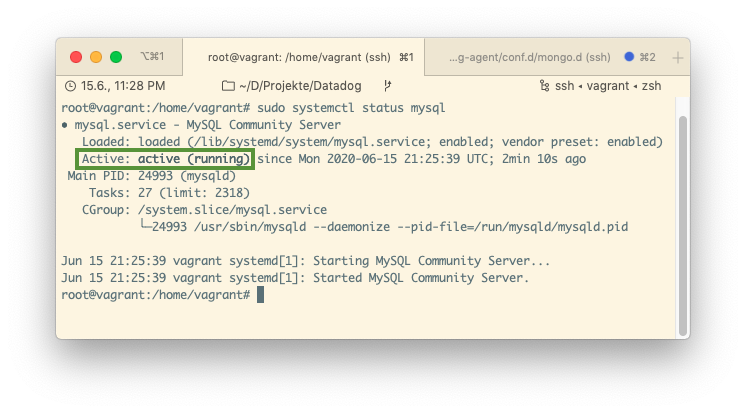 ⌥⌘1
root@vagrant: /home/vagrant (ssh) ⌘1
...g-agent/conf.d/mongo.d (ssh) ⌘2 +
15.6., 11:28 PM ~/D/Projekte/Datadog ssh ◂ vagrant ◂ zsh
root@vagrant:/home/vagrant# sudo systemctl status mysql
● mysql.service - MySQL Community Server
Loaded: loaded (/lib/systemd/system/mysql.service; enabled; vendor preset: enabled)
Active: active (running) since Mon 2020-06-15 21:25:39 UTC; 2min 10s ago
Main PID: 24993 (mysqld)
Tasks: 27 (limit: 2318)
CGroup: /system.slice/mysql.service
└─24993 /usr/sbin/mysqld --daemonize --pid-file=/run/mysqld/mysqld.pid
Jun 15 21:25:39 vagrant systemd[1]: Starting MySQL Community Server...
Jun 15 21:25:39 vagrant systemd[1]: Started MySQL Community Server.
root@vagrant:/home/vagrant#